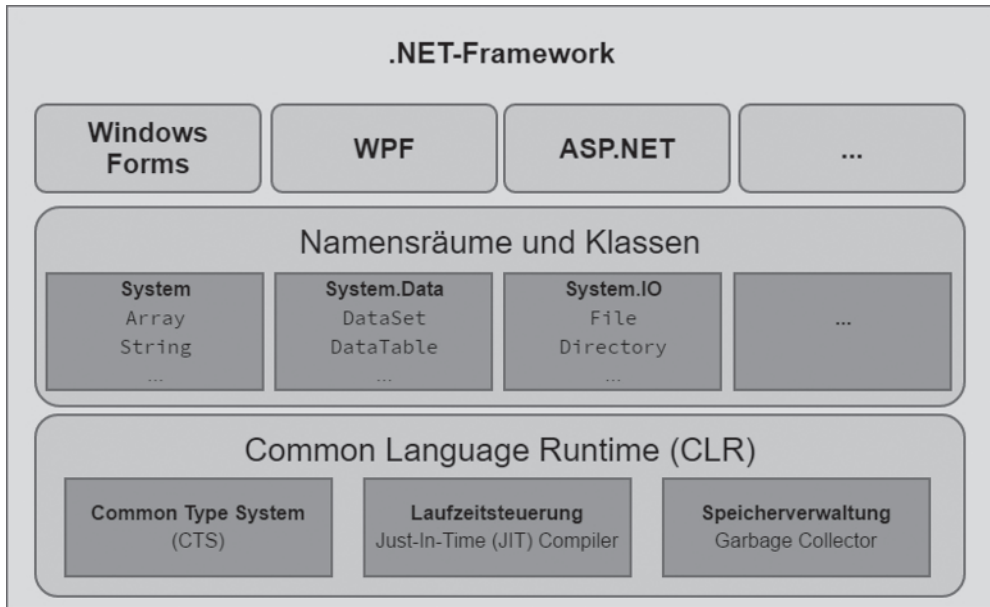 .NET-Framework
Windows
Forms
WPF
ASP.NET
...
Namensräume und Klassen
System
Array
String
...
System.Data
DataSet
DataTable
...
System.IO
File
Directory
...
...
Common Language Runtime (CLR)
Common Type System
(CTS)
Laufzeitsteuerung
Just-In-Time (JIT) Compiler
Speicherverwaltung
Garbage Collector